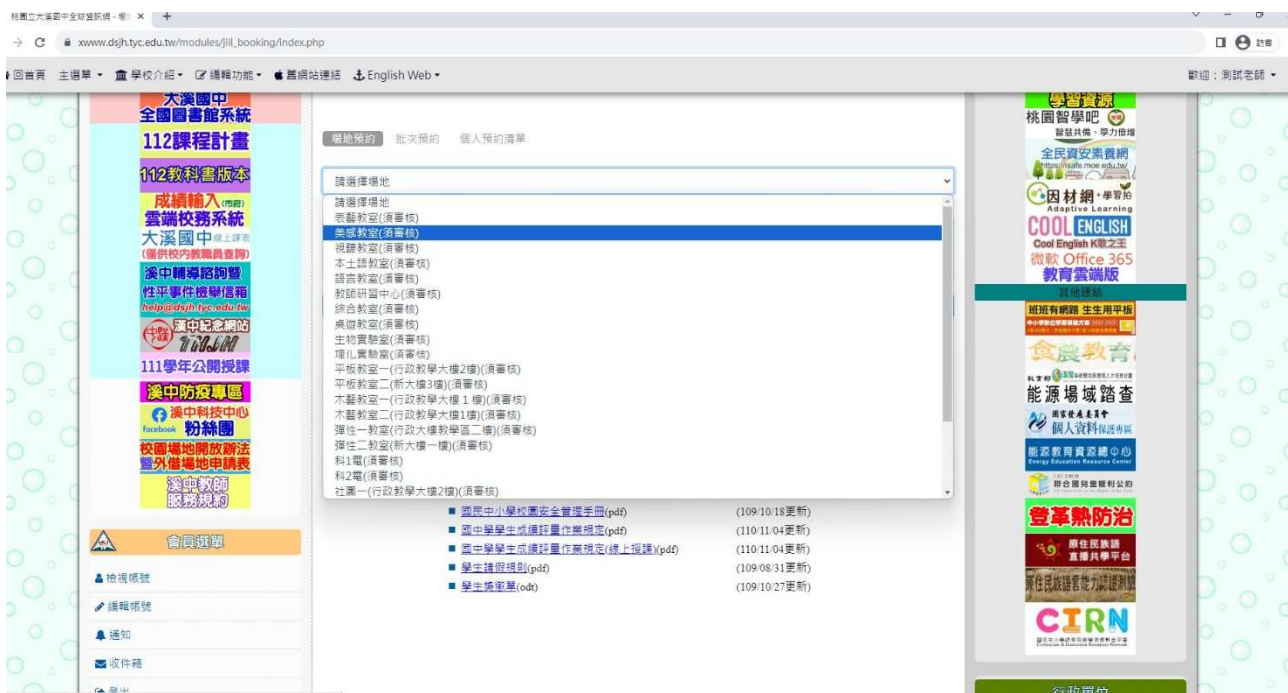 桃園立大溪國中全球資訊網 -
xwww.dsjh.tyc.edu.tw/modules/jill_booking/index.php
訪客
回首頁 主選單 學校介紹 編輯功能 舊網站連結 English Web
歡迎：測試老師
大溪國中
全國圖書館系統
112課程計畫
112教科書版本
成績輸入(市府)
雲端校務系統
大溪國中線上課表
(僅供校內教職員查詢)
溪中輔導諮詢暨
性平事件檢舉信箱
help@dsjh.tyc.edu.tw
溪中紀念網站
111學年公開授課
溪中防疫專區
溪中科技中心
facebook 粉絲團
校園場地開放辦法
暨外借場地申請表
溪中教師
服務規約
會員選單
檢視帳號
編輯帳號
通知
收件箱
登出
場地預約 批次預約 個人預約清單
請選擇場地
請選擇場地
表藝教室(須審核)
美感教室(須審核)
視聽教室(須審核)
本土語教室(須審核)
語言教室(須審核)
教師研習中心(須審核)
綜合教室(須審核)
桌遊教室(須審核)
生物實驗室(須審核)
理化實驗室(須審核)
平板教室一(行政教學大樓2樓)(須審核)
平板教室二(新大樓3樓)(須審核)
木藝教室一(行政教學大樓１樓)(須審核)
木藝教室二(行政教學大樓1樓)(須審核)
彈性一教室(行政大樓教學區二樓)(須審核)
彈性二教室(新大樓一樓)(須審核)
科1電(須審核)
科2電(須審核)
社團一(行政教學大樓2樓)(須審核)
國民中小學校園安全管理手冊(pdf) (109/10/18更新)
國中學學生成績評量作業規定(pdf) (110/11/04更新)
國中學學生成績評量作業規定(線上授課)(pdf) (110/11/04更新)
學生請假規則(pdf) (109/08/31更新)
學生獎懲單(odt) (109/10/27更新)
學習資源
桃園智學吧
智慧共備、學力倍增
全民資安素養網
https://isafe.moe.edu.tw/
因材網+學習拍
Adaptive Learning
COOL ENGLISH
Cool English K歌之王
微軟 Office 365
教育雲端版
其他連結
班班有網路 生生用平板
食農教育
能源場域踏查
國家發展委員會
個人資料保護專區
能源教育資源總中心
Energy Education Resource Center
聯合國兒童權利公約
登革熱防治
原住民族語
直播共學平台
原住民族語言能力認證測驗
CIRN
行政單位